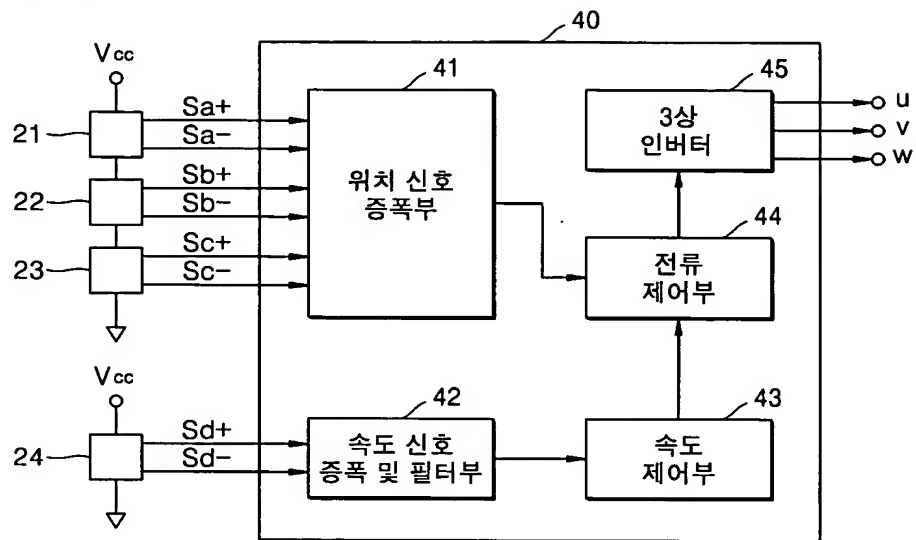 40
Vcc
41
45
Sa+
Sa-
21
u
v
w
3상
인버터
Sb+
Sb-
22
위치 신호
증폭부
44
Sc+
Sc-
23
전류
제어부
Vcc
42
43
Sd+
Sd-
24
속도 신호
증폭 및 필터부
속도
제어부